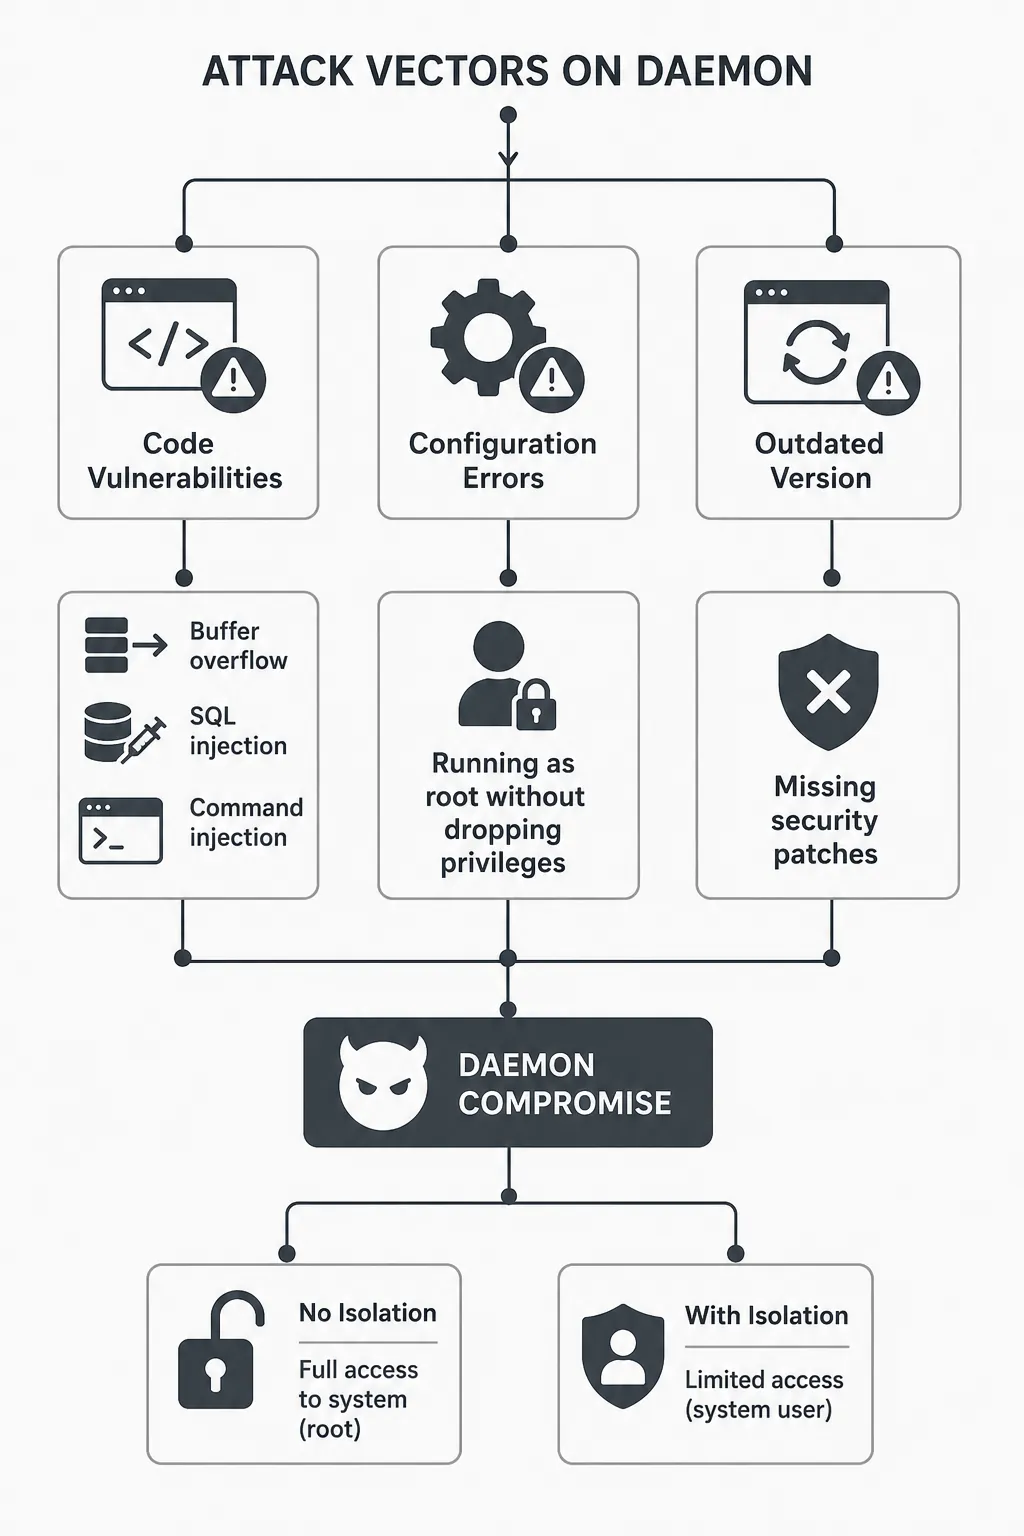 ATTACK VECTORS ON DAEMON
</>
Code
Vulnerabilities
Configuration
Errors
Outdated
Version
Buffer
overflow
SQL
injection
Command
injection
>_
Running as
root without
dropping
privileges
Missing
security
patches
DAEMON
COMPROMISE
No Isolation
Full access
to system
(root)
With Isolation
Limited access
(system user)